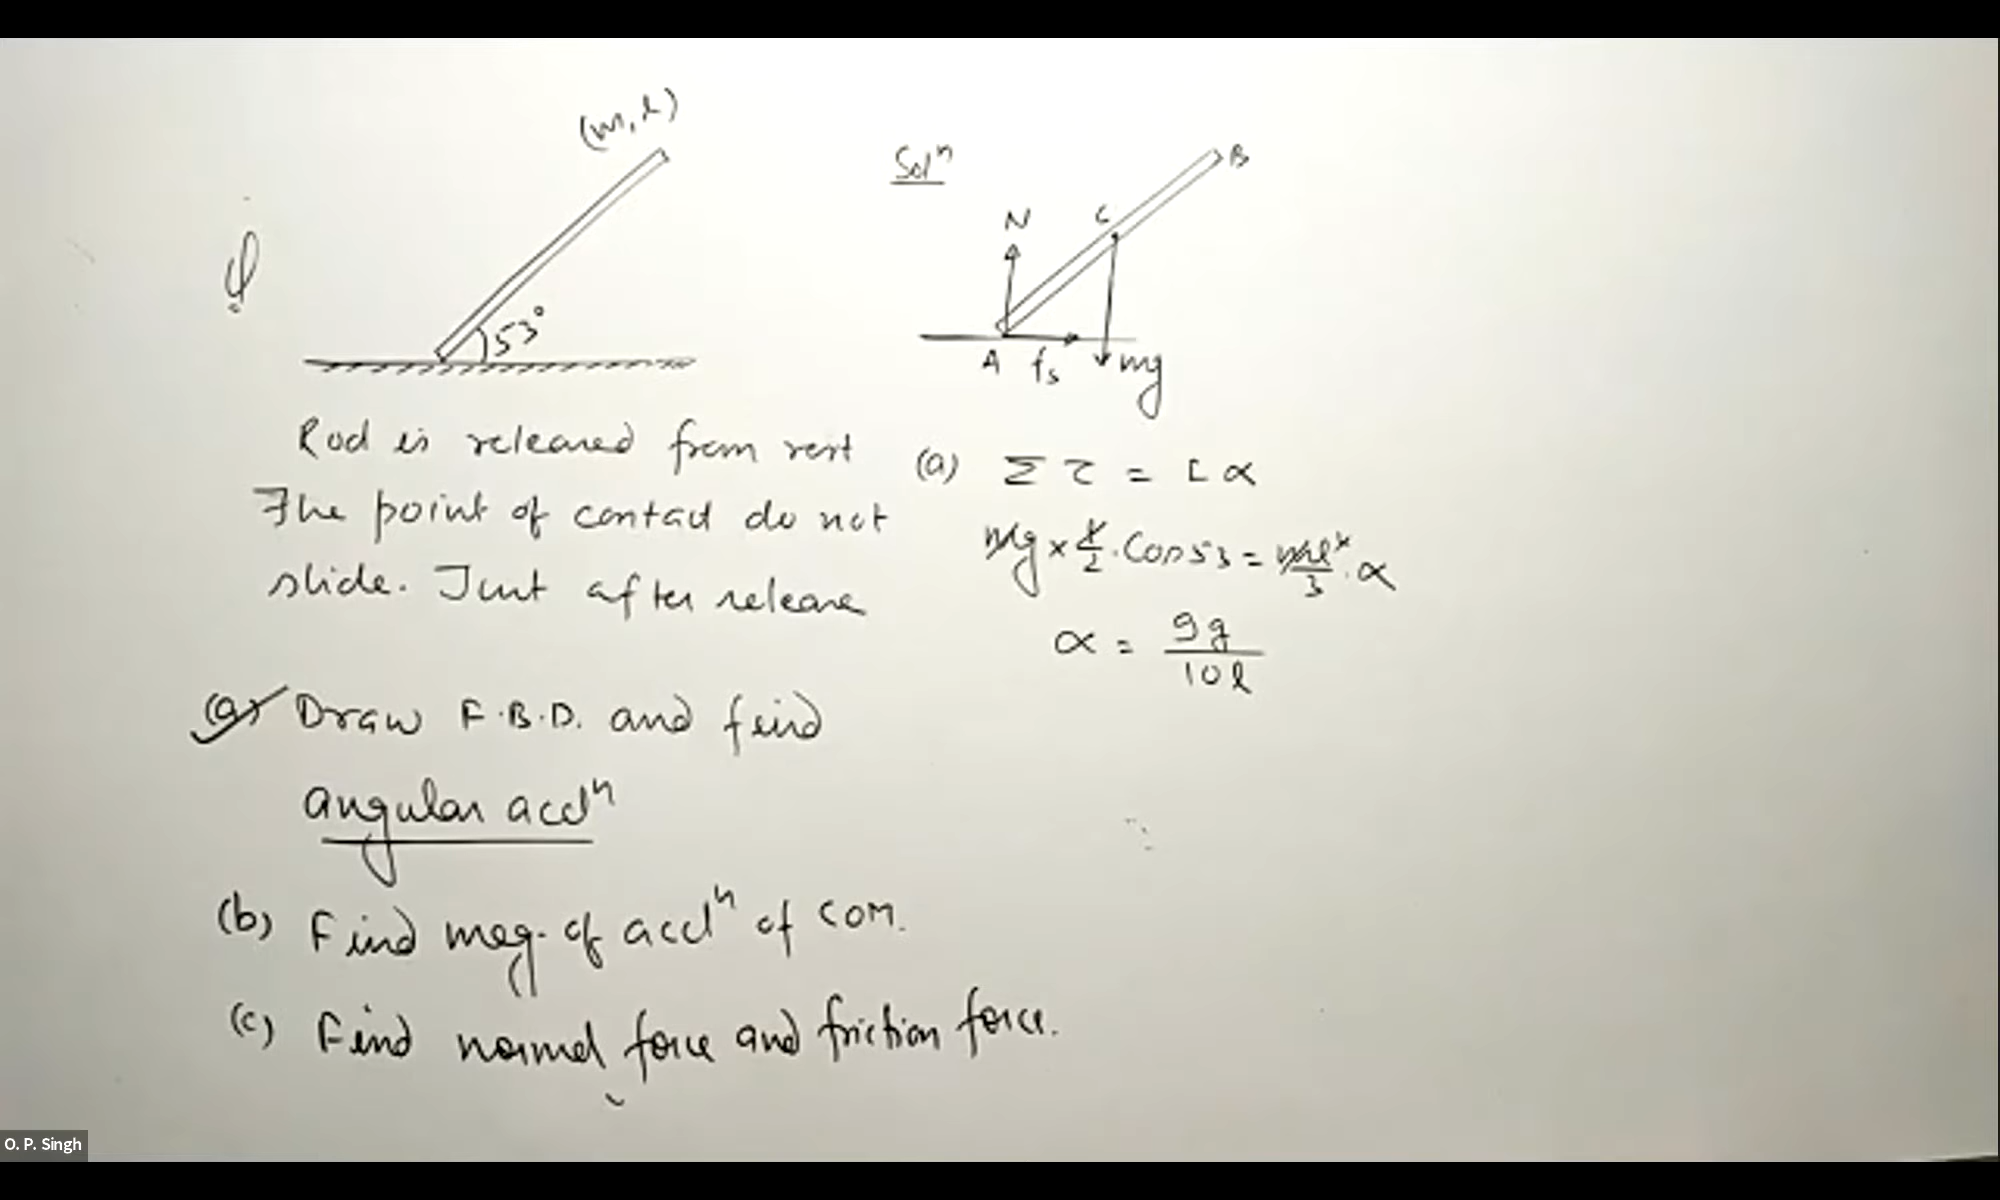 (m, l)
Q.
53°
Rod is released from rest
The point of contact do not
slide. Just after release
(a) Draw F.B.D. and find
angular accⁿ
(b) Find mag. of accⁿ of COM.
(c) Find normal force and friction force.
Solⁿ
B
N
C
A fs mg
(a) Σ τ = I α
mg × l/2 . Cos53 = ml²/3 . α
α = 9g/10l
O. P. Singh